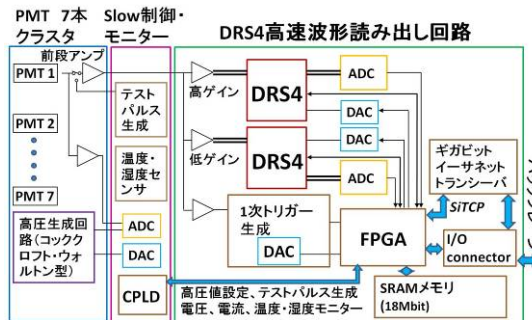 PMT 7本
クラスタ
Slow制御・
モニター
DRS4高速波形読み出し回路
前段アンプ
PMT 1
PMT 2
PMT 7
テスト
パルス
生成
温度・
湿度セ
ンサ
高圧生成回
路(コックク
ロフト・ウォ
ルトン型)
ADC
DAC
CPLD
高ゲイン
DRS4
ADC
DAC
低ゲイン
DRS4
DAC
ADC
1次トリガー
生成
DAC
FPGA
ギガビット
イーサネット
トランシーバ
SiTCP
I/O
connector
SRAMメモリ
(18Mbit)
高圧値設定、テストパルス生成
電圧、電流、温度・湿度モニター